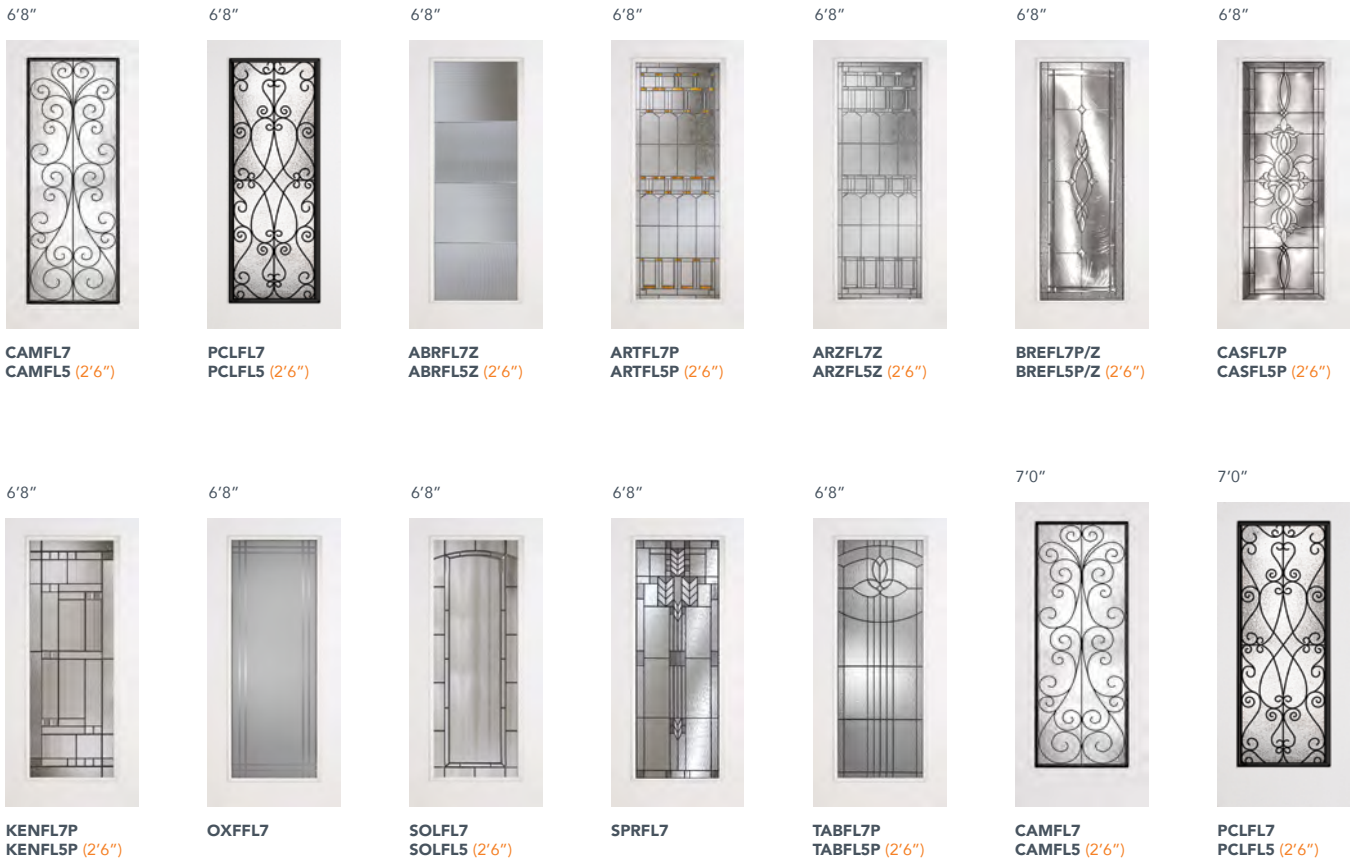 6'8"
6'8"
6'8"
6'8"
6'8"
6'8"
6'8"
CAMFL7
CAMFL5 (2'6")
PCLFL7
PCLFL5 (2'6")
ABRFL7Z
ABRFL5Z (2'6")
ARTFL7P
ARTFL5P (2'6")
ARZFL7Z
ARZFL5Z (2'6")
BREFL7P/Z
BREFL5P/Z (2'6")
CASFL7P
CASFL5P (2'6")
6'8"
6'8"
6'8"
6'8"
6'8"
7'0"
7'0"
KENFL7P
KENFL5P (2'6")
OXFFL7
SOLFL7
SOLFL5 (2'6")
SPRFL7
TABFL7P
TABFL5P (2'6")
CAMFL7
CAMFL5 (2'6")
PCLFL7
PCLFL5 (2'6")